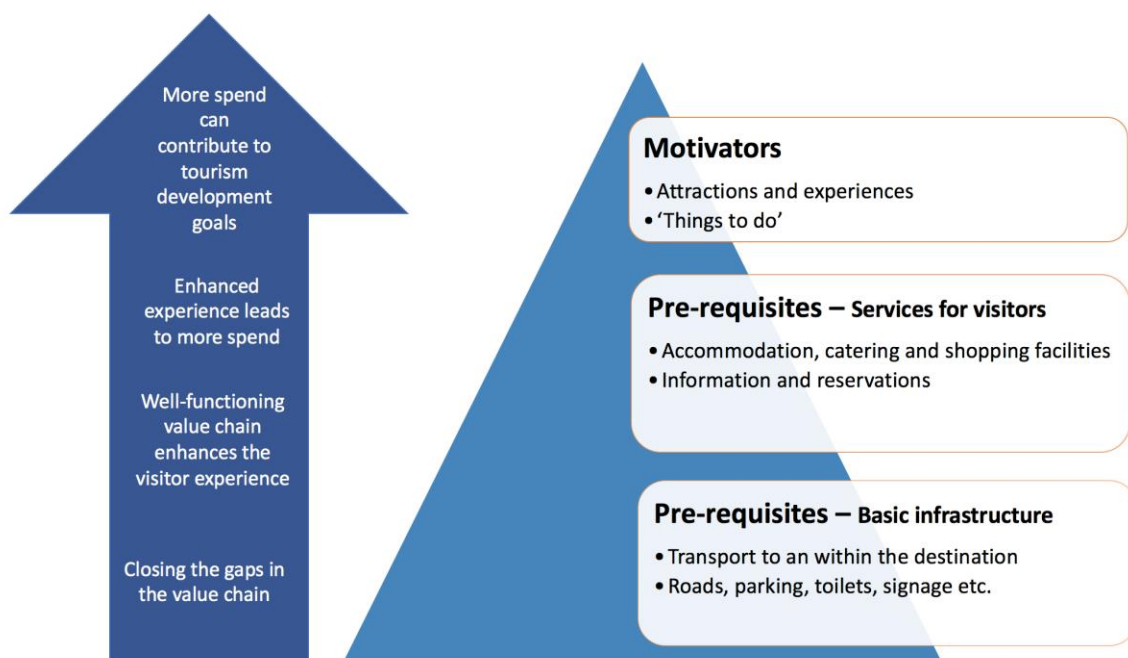 More spend
can
contribute to
tourism
development
goals
Enhanced
experience leads
to more spend
Well-functioning
value chain
enhances the
visitor experience
Closing the gaps in
the value chain
Motivators
• Attractions and experiences
• ‘Things to do’
Pre-requisites – Services for visitors
• Accommodation, catering and shopping facilities
• Information and reservations
Pre-requisites – Basic infrastructure
• Transport to an within the destination
• Roads, parking, toilets, signage etc.